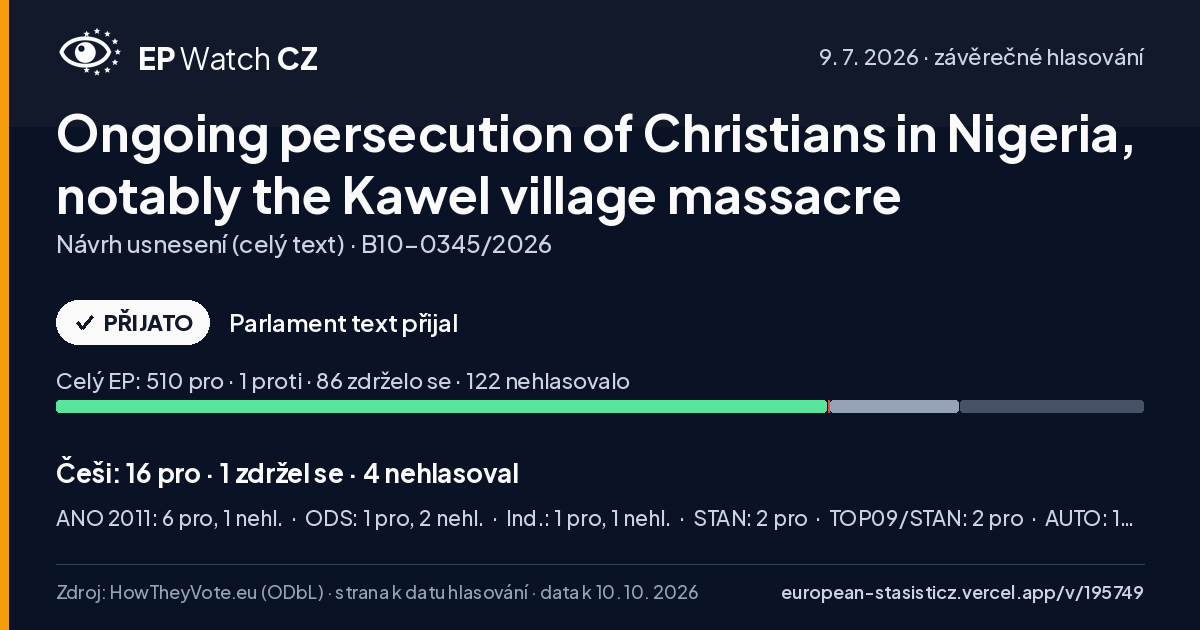 EP Watch CZ
9. 7. 2026 · závěrečné hlasování
Ongoing persecution of Christians in Nigeria,
notably the Kawel village massacre
Návrh usnesení (celý text) · B10-0345/2026
✓ PŘIJATO
Parlament text přijal
Celý EP: 510 pro · 1 proti · 86 zdrželo se · 122 nehlasovalo
Češi: 16 pro · 1 zdržel se · 4 nehlasoval
ANO 2011: 6 pro, 1 nehl. · ODS: 1 pro, 2 nehl. · Ind.: 1 pro, 1 nehl. · STAN: 2 pro · TOP09/STAN: 2 pro · AUTO: 1…
Zdroj: HowTheyVote.eu (ODbL) · strana k datu hlasování · data k 10. 10. 2026
european-stasisticz.vercel.app/v/195749